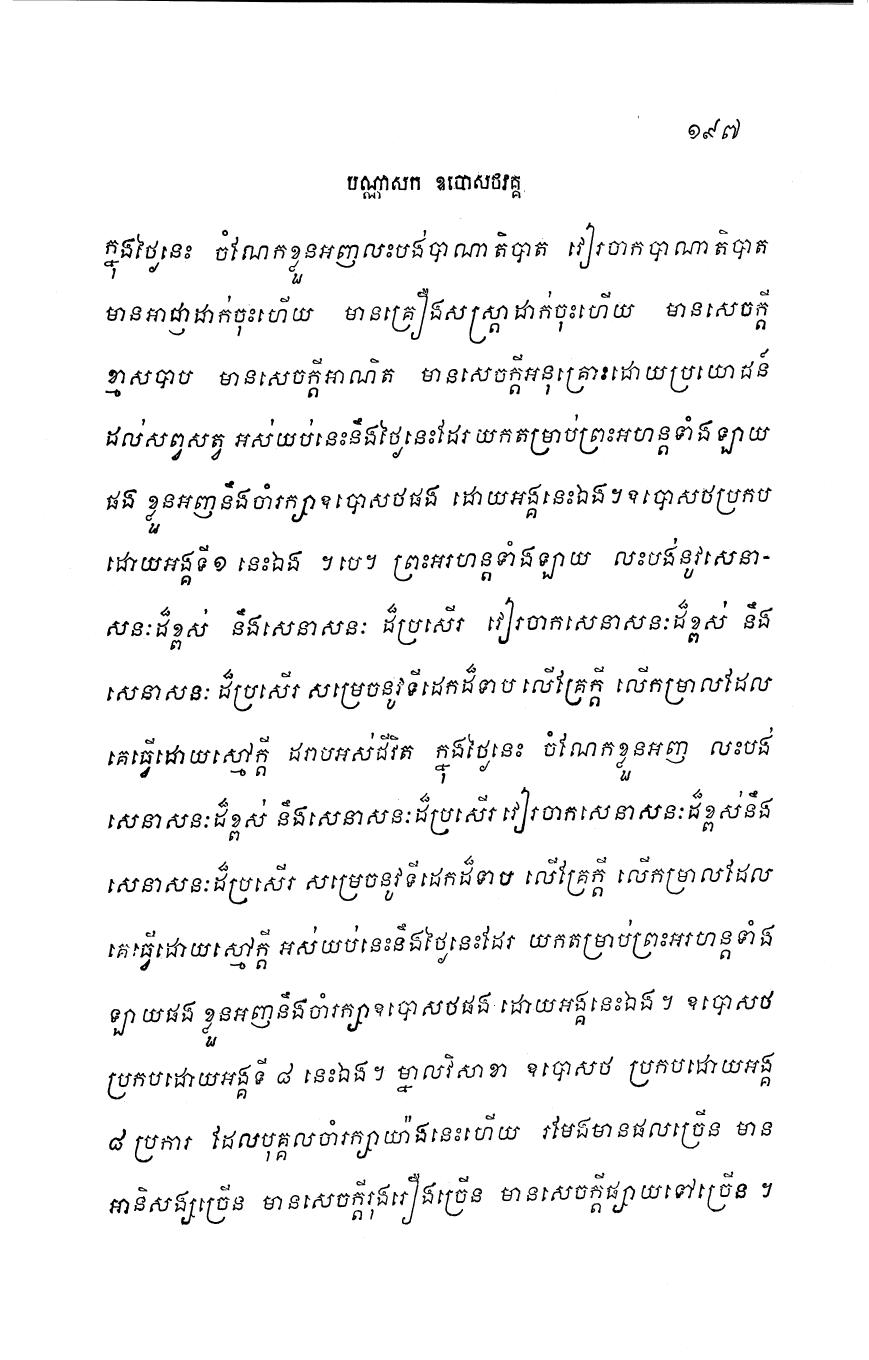 ១៩៧
បណ្ណាសក ឧបោសថវគ្គ
ក្នុងថ្ងៃនេះ ចំណែកខ្លួនអញលះបង់បាណាតិបាត វៀរចាកបាណាតិបាត
មានអាជ្ញាដាក់ចុះហើយ មានគ្រឿងសស្ត្រាដាក់ចុះហើយ មានសេចក្តី
ខ្មាសបាប មានសេចក្តីអាណិត មានសេចក្តីអនុគ្រោះដោយប្រយោជន៍
ដល់សព្វសត្វ អស់យប់នេះនឹងថ្ងៃនេះដែរ យកតម្រាប់ព្រះអហន្តទាំងឡាយ
ផង ខ្លួនអញនឹងចាំរក្សាឧបោសថផង ដោយអង្គនេះឯង។ ឧបោសថប្រកប
ដោយអង្គទី១ នេះឯង ។បេ។ ព្រះអរហន្តទាំងឡាយ លះបង់នូវសេនា-
សនៈដ៏ខ្ពស់ នឹងសេនាសនៈ ដ៏ប្រសើរ វៀរចាកសេនាសនៈដ៏ខ្ពស់ នឹង
សេនាសនៈ ដ៏ប្រសើរ សម្រេចនូវទីដេកដ៏ទាប លើគ្រែក្តី លើកម្រាលដែល
គេធ្វើដោយស្មៅក្តី ដរាបអស់ជីវិត ក្នុងថ្ងៃនេះ ចំណែកខ្លួនអញ លះបង់
សេនាសនៈដ៏ខ្ពស់ នឹងសេនាសនៈដ៏ប្រសើរ វៀរចាកសេនាសនៈដ៏ខ្ពស់នឹង
សេនាសនៈដ៏ប្រសើរ សម្រេចនូវទីដេកដ៏ទាប លើគ្រែក្តី លើកម្រាលដែល
គេធ្វើដោយស្មៅក្តី អស់យប់នេះនឹងថ្ងៃនេះដែរ យកតម្រាប់ព្រះអរហន្តទាំង
ឡាយផង ខ្លួនអញនឹងចាំរក្សាឧបោសថផង ដោយអង្គនេះឯង។ ឧបោសថ
ប្រកបដោយអង្គទី ៨ នេះឯង។ ម្នាលវិសាខា ឧបោសថ ប្រកបដោយអង្គ
៨ ប្រការ ដែលបុគ្គលចាំរក្សាយ៉ាងនេះហើយ រមែងមានផលច្រើន មាន
អានិសង្សច្រើន មានសេចក្តីរុងរឿងច្រើន មានសេចក្តីផ្សាយទៅច្រើន ។